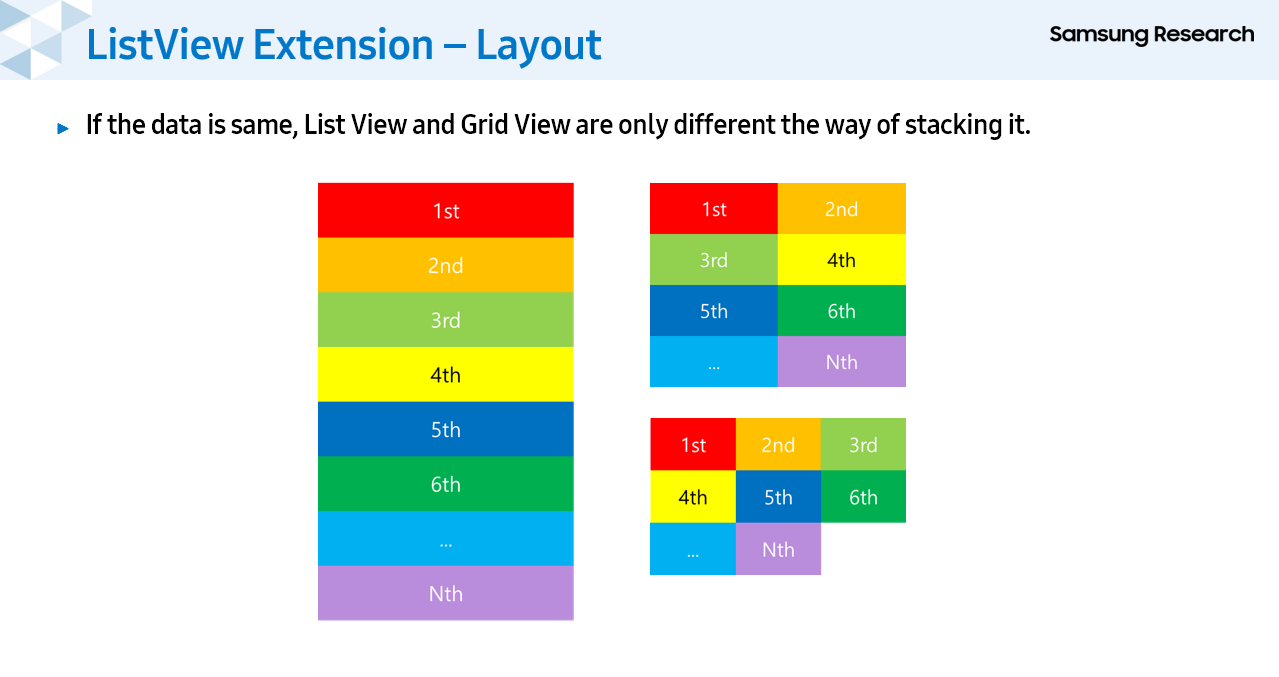 ListView Extension – Layout
Samsung Research
If the data is same, List View and Grid View are only different the way of stacking it.
1st
2nd
3rd
4th
5th
6th
...
Nth
1st 2nd
3rd 4th
5th 6th
... Nth
1st 2nd 3rd
4th 5th 6th
... Nth